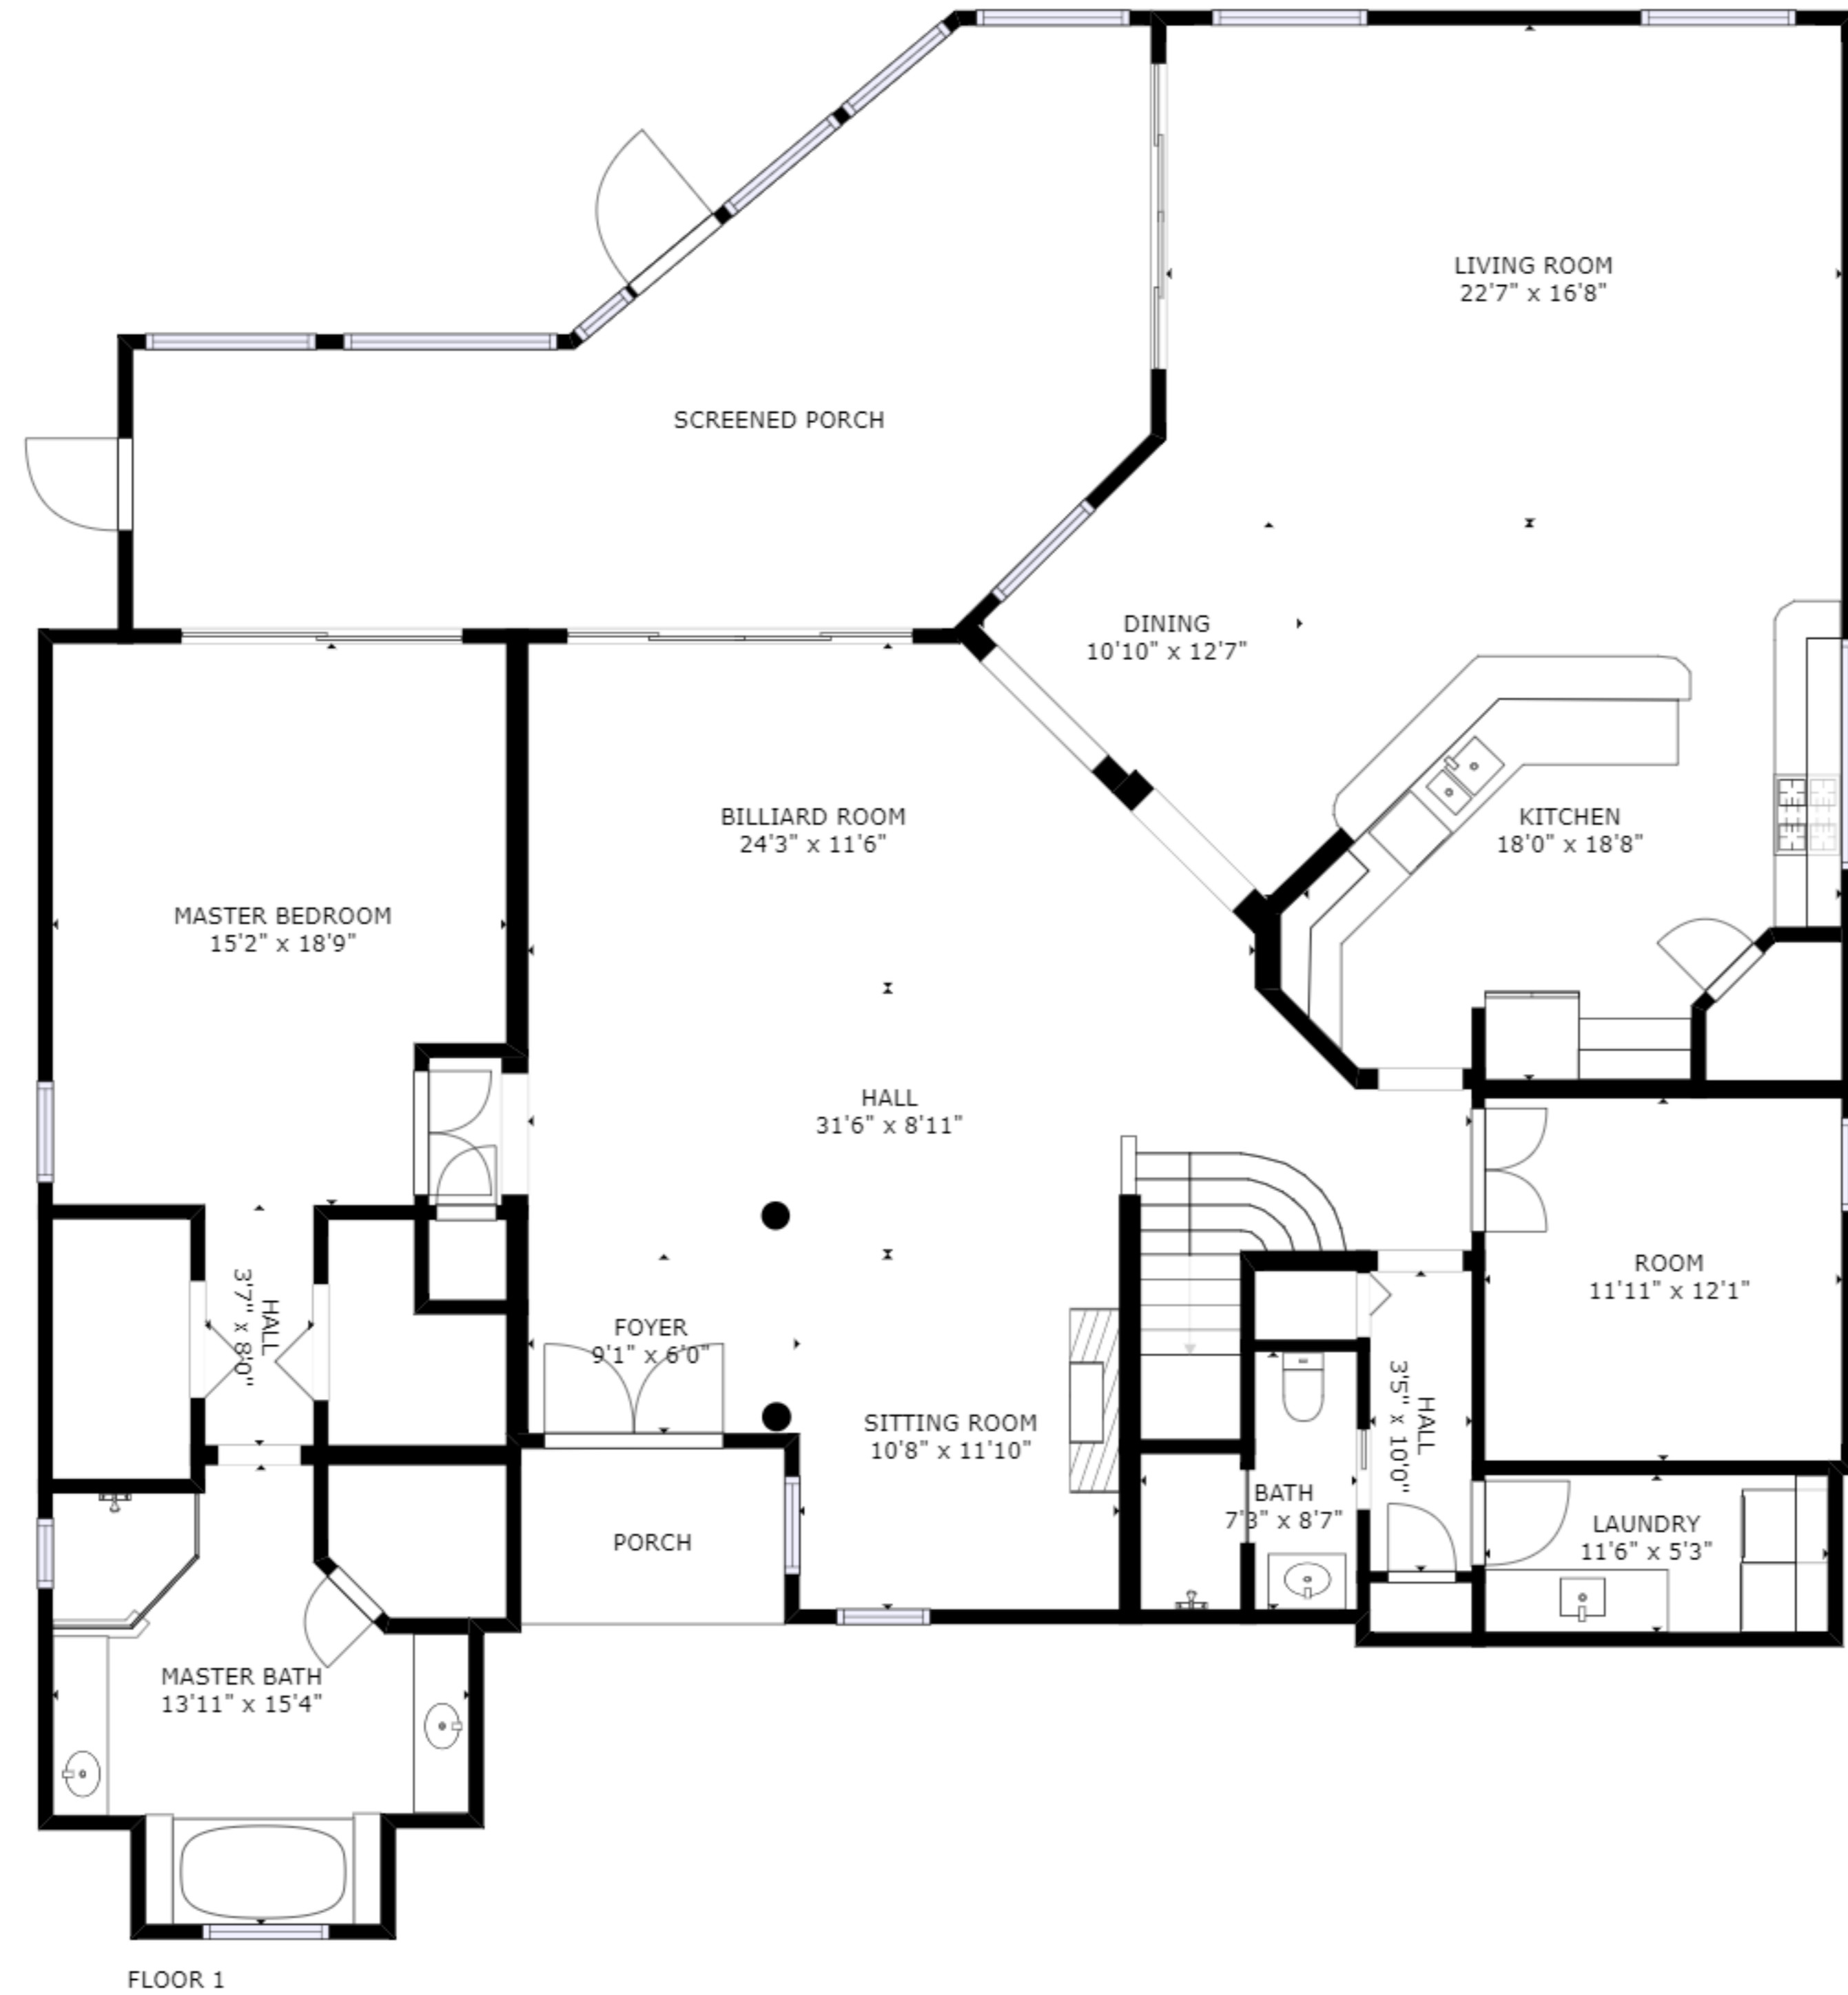 LIVING ROOM
22'7" x 16'8"
SCREENED PORCH
DINING
10'10" x 12'7"
BILLIARD ROOM
24'3" x 11'6"
KITCHEN
18'0" x 18'8"
MASTER BEDROOM
15'2" x 18'9"
HALL
31'6" x 8'11"
ROOM
11'11" x 12'1"
HALL
3'7" x 8'0"
FOYER
9'1" x 6'0"
SITTING ROOM
10'8" x 11'10"
HALL
3'5" x 10'0"
BATH
7'3" x 8'7"
LAUNDRY
11'6" x 5'3"
PORCH
MASTER BATH
13'11" x 15'4"
FLOOR 1